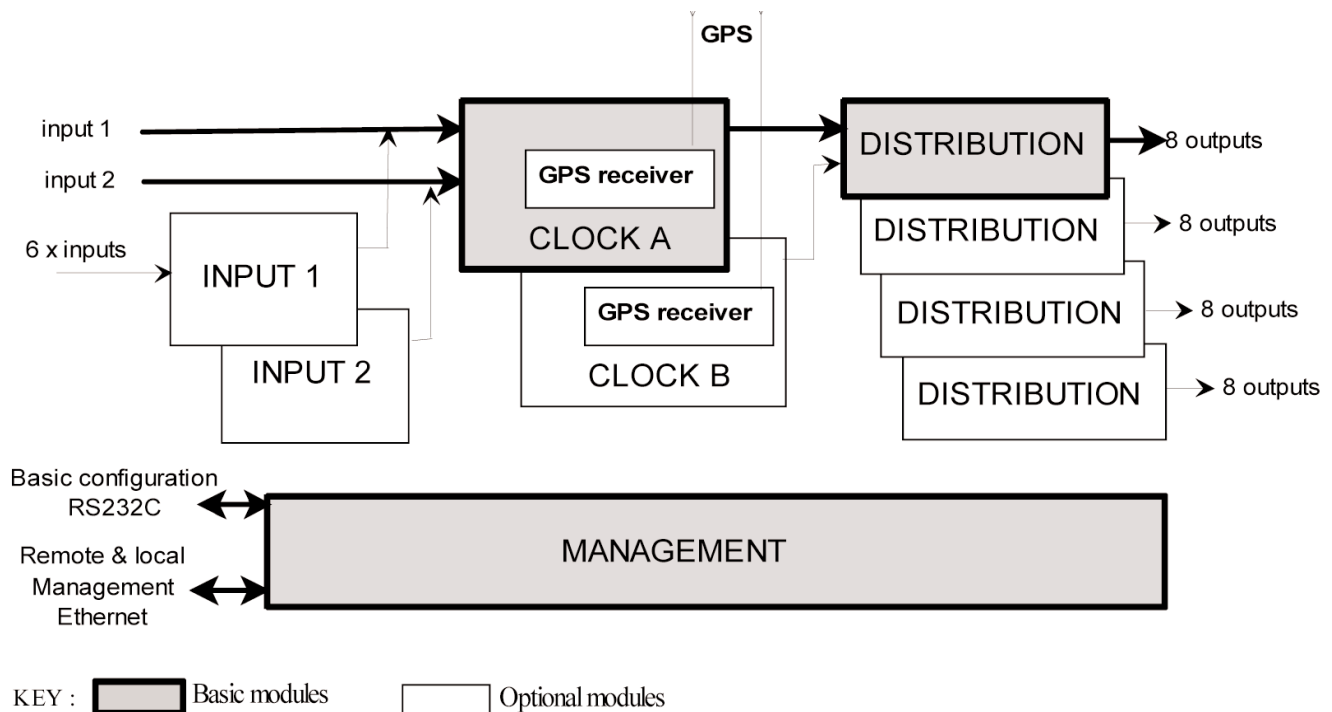 GPS
input 1
input 2
6 x inputs
INPUT 1
INPUT 2
GPS receiver
CLOCK A
GPS receiver
CLOCK B
DISTRIBUTION
8 outputs
DISTRIBUTION
8 outputs
DISTRIBUTION
8 outputs
DISTRIBUTION
8 outputs
Basic configuration
RS232C
Remote & local
Management
Ethernet
MANAGEMENT
KEY :
Basic modules
Optional modules